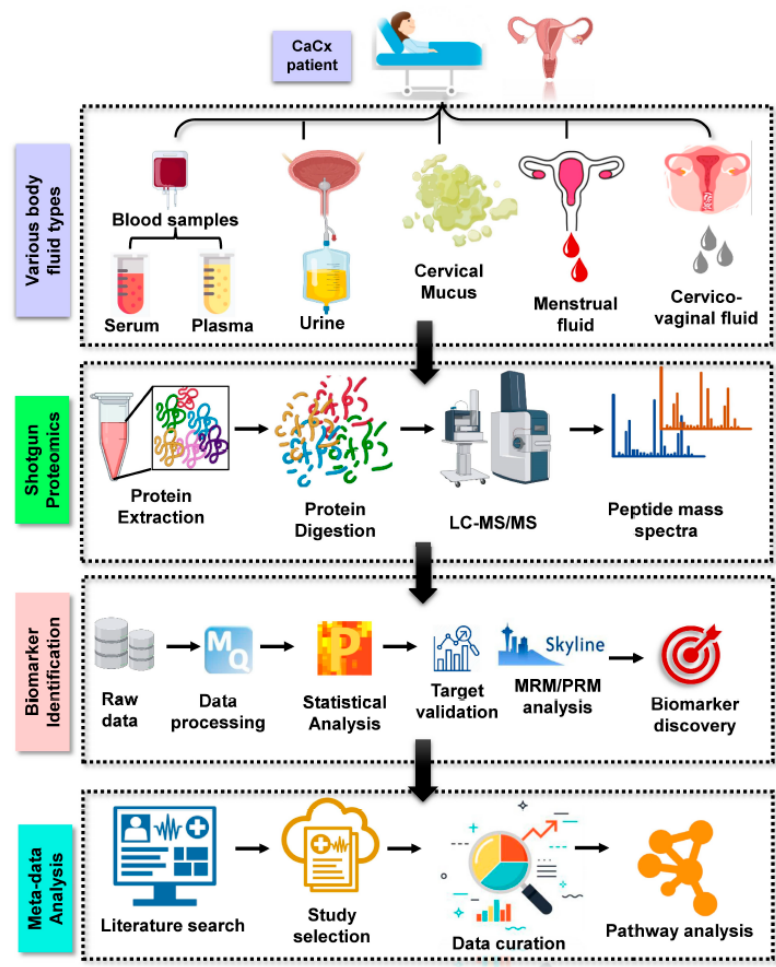 CaCx
patient
Various body
fluid types
Blood samples
Serum
Plasma
Urine
Cervical
Mucus
Menstrual
fluid
Cervico-
vaginal fluid
Shotgun
Proteomics
Protein
Extraction
Protein
Digestion
LC-MS/MS
Peptide mass
spectra
Biomarker
Identification
Raw
data
MQ
Data
processing
P
Statistical
Analysis
Target
validation
Skyline
MRM/PRM
analysis
Biomarker
discovery
Meta-data
Analysis
Literature search
Study
selection
Data curation
Pathway analysis